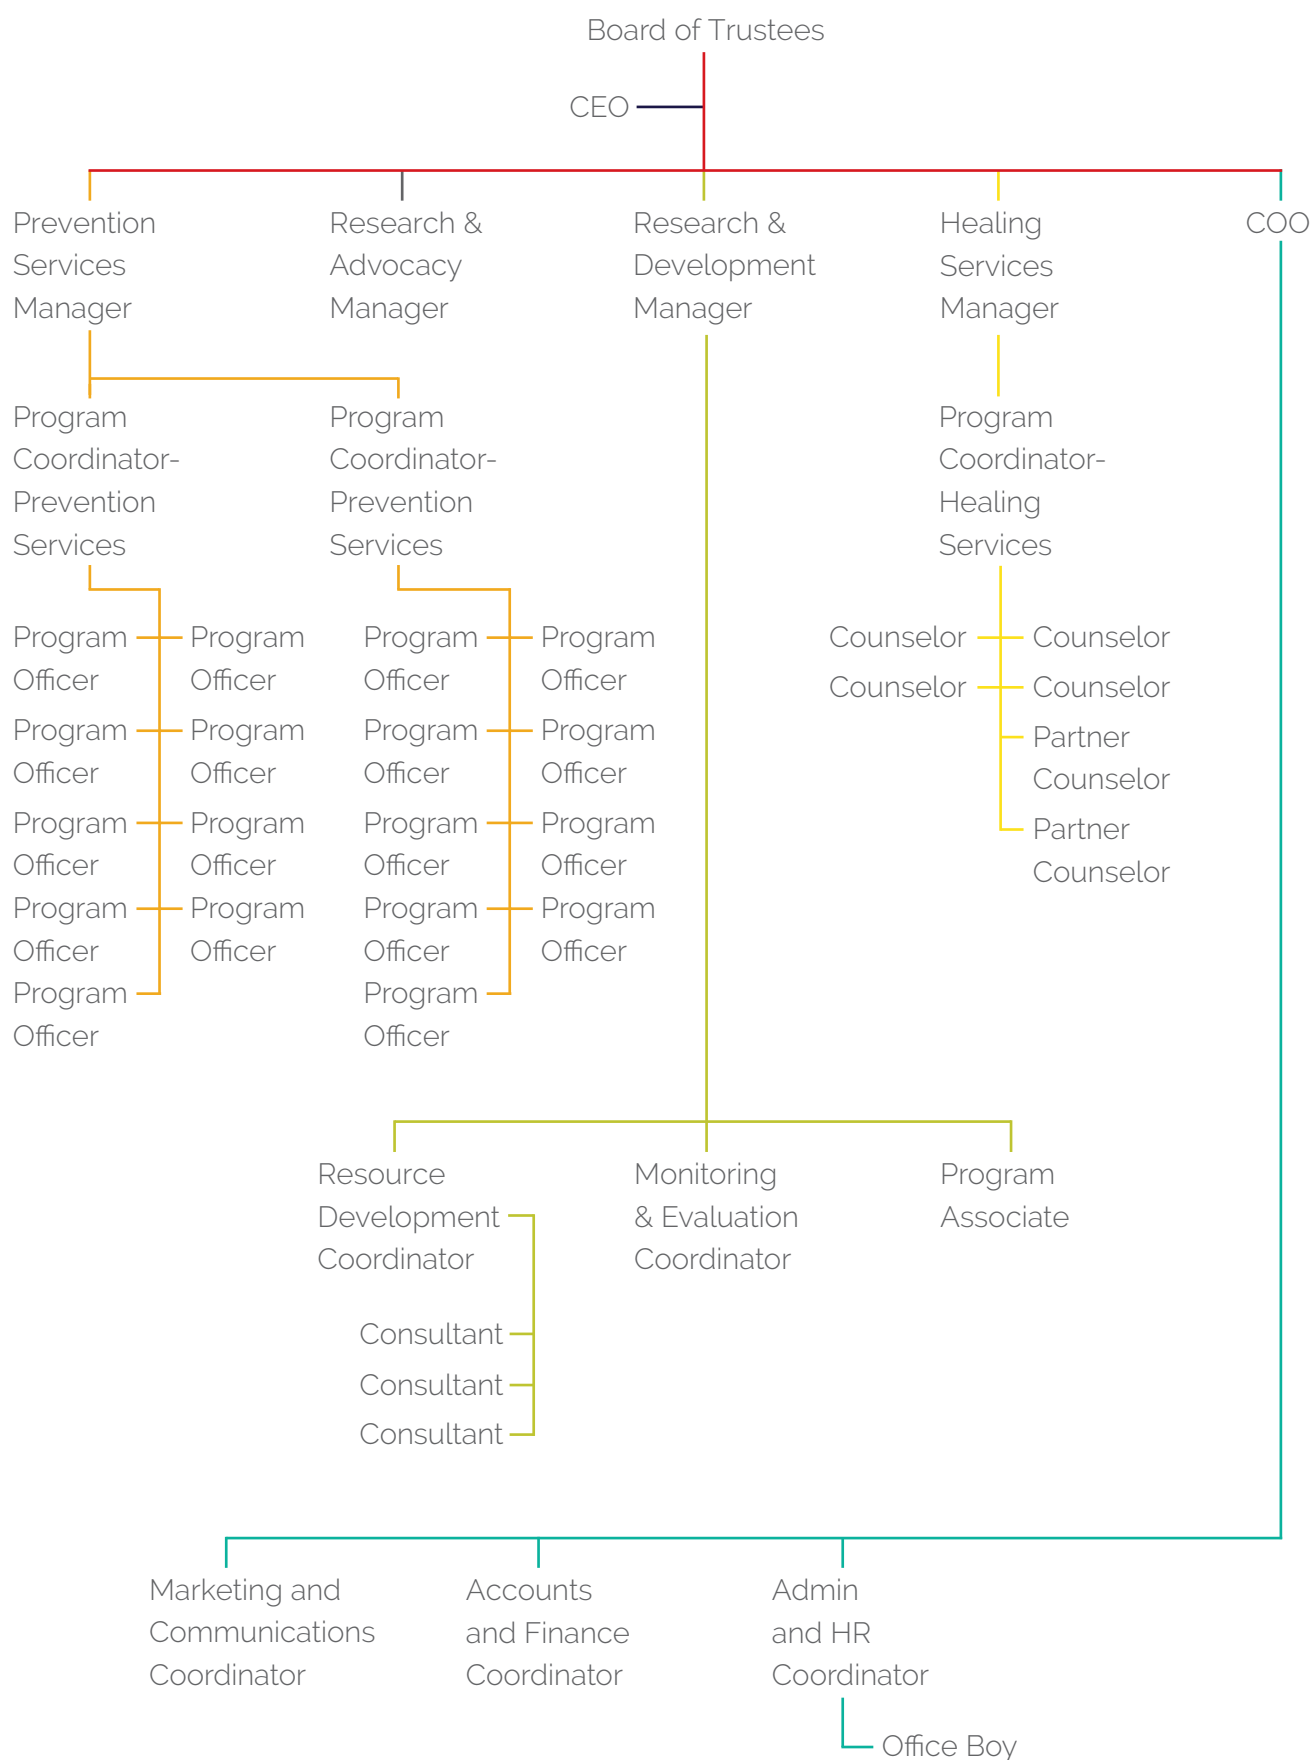 Board of Trustees
CEO
Prevention
Services
Manager
Research &
Advocacy
Manager
Research &
Development
Manager
Healing
Services
Manager
COO
Program
Coordinator-
Prevention
Services
Program
Coordinator-
Prevention
Services
Program
Coordinator-
Healing
Services
Program
Officer
Program
Officer
Program
Officer
Program
Officer
Program
Officer
Program
Officer
Program
Officer
Program
Officer
Program
Officer
Program
Officer
Program
Officer
Program
Officer
Program
Officer
Program
Officer
Program
Officer
Program
Officer
Program
Officer
Program
Officer
Counselor
Counselor
Counselor
Counselor
Partner
Counselor
Partner
Counselor
Resource
Development
Coordinator
Monitoring
& Evaluation
Coordinator
Program
Associate
Consultant
Consultant
Consultant
Marketing and
Communications
Coordinator
Accounts
and Finance
Coordinator
Admin
and HR
Coordinator
Office Boy